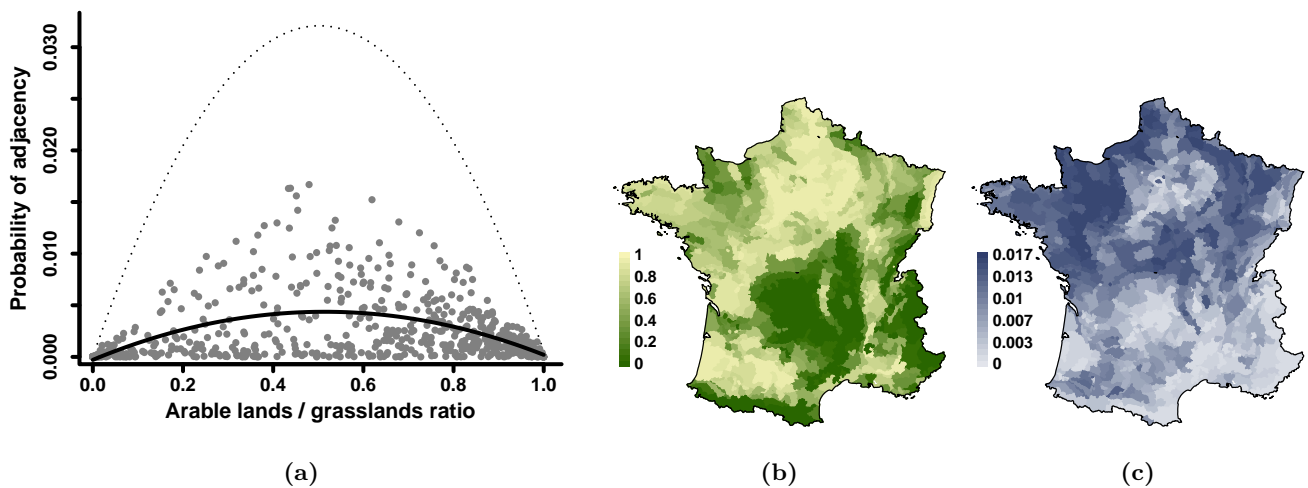 Probability of adjacency
0.030
0.020
0.010
0.000
0.0 0.2 0.4 0.6 0.8 1.0
Arable lands / grasslands ratio
(a)
1
0.8
0.6
0.4
0.2
0
(b)
0.017
0.013
0.01
0.007
0.003
0
(c)